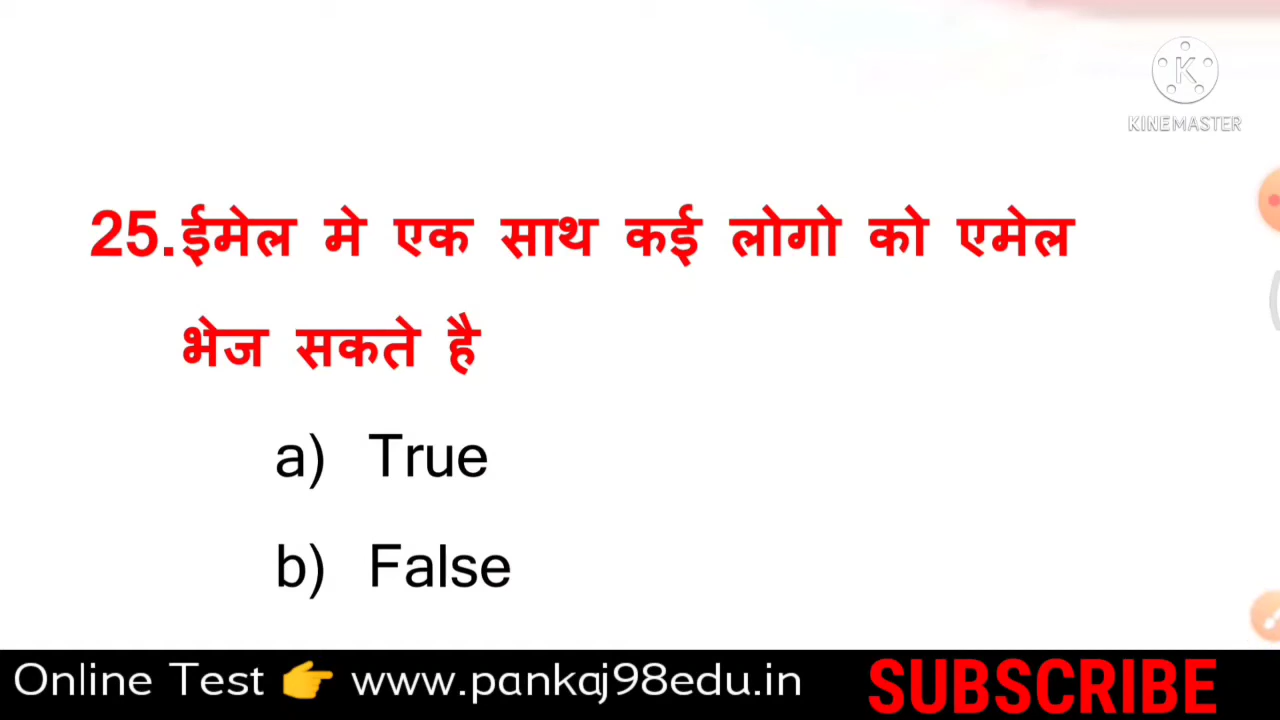 KINEMASTER
25.ईमेल मे एक साथ कई लोगो को एमेल
भेज सकते है
a) True
b) False
Online Test 👉 www.pankaj98edu.in SUBSCRIBE